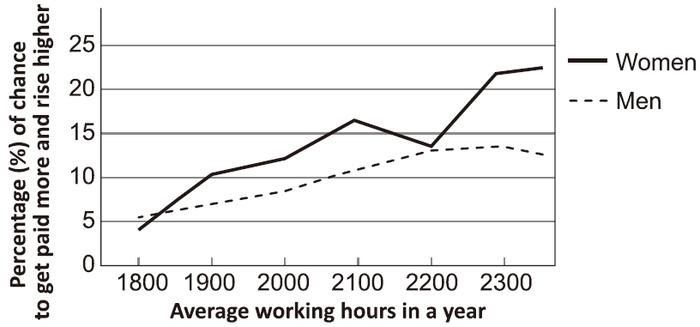 Percentage (%) of chance
to get paid more and rise higher
25
20
15
10
5
0
1800 1900 2000 2100 2200 2300
Average working hours in a year
Women
Men